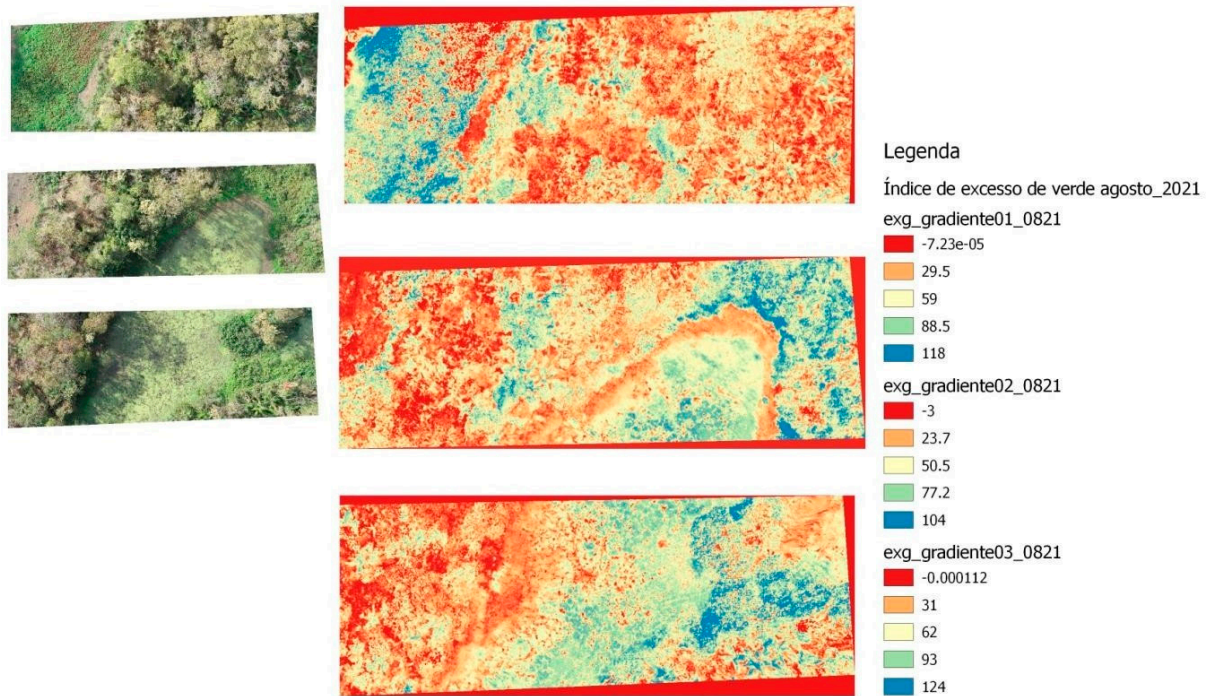 Legenda
Índice de excesso de verde agosto_2021
exg_gradiente01_0821
-7.23e-05
29.5
59
88.5
118
exg_gradiente02_0821
-3
23.7
50.5
77.2
104
exg_gradiente03_0821
-0.000112
31
62
93
124